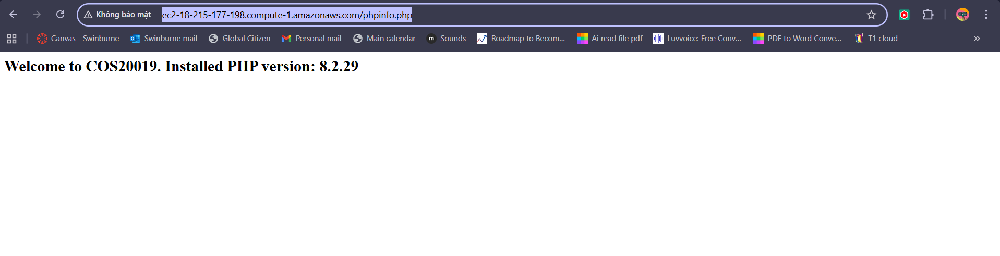 Không bảo mật ec2-18-215-177-198.compute-1.amazonaws.com/phpinfo.php
Canvas - Swinburne Swinburne mail Global Citizen Personal mail Main calendar m Sounds Roadmap to Becom... Ai read file pdf Luvvoice: Free Conv... PDF to Word Conve... T1 cloud
Welcome to COS20019. Installed PHP version: 8.2.29